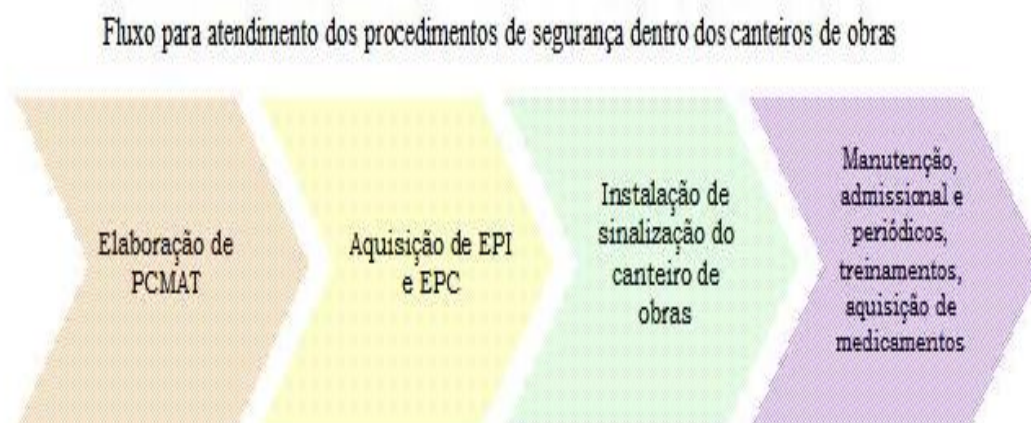 Fluxo para atendimento dos procedimentos de segurança dentro dos canteiros de obras
Elaboração de
PCMAT
Aquisição de EPI
e EPC
Instalação de
sinalização do
canteiro de
obras
Manutenção,
admissional e
periódicos,
treinamentos,
aquisição de
medicamentos